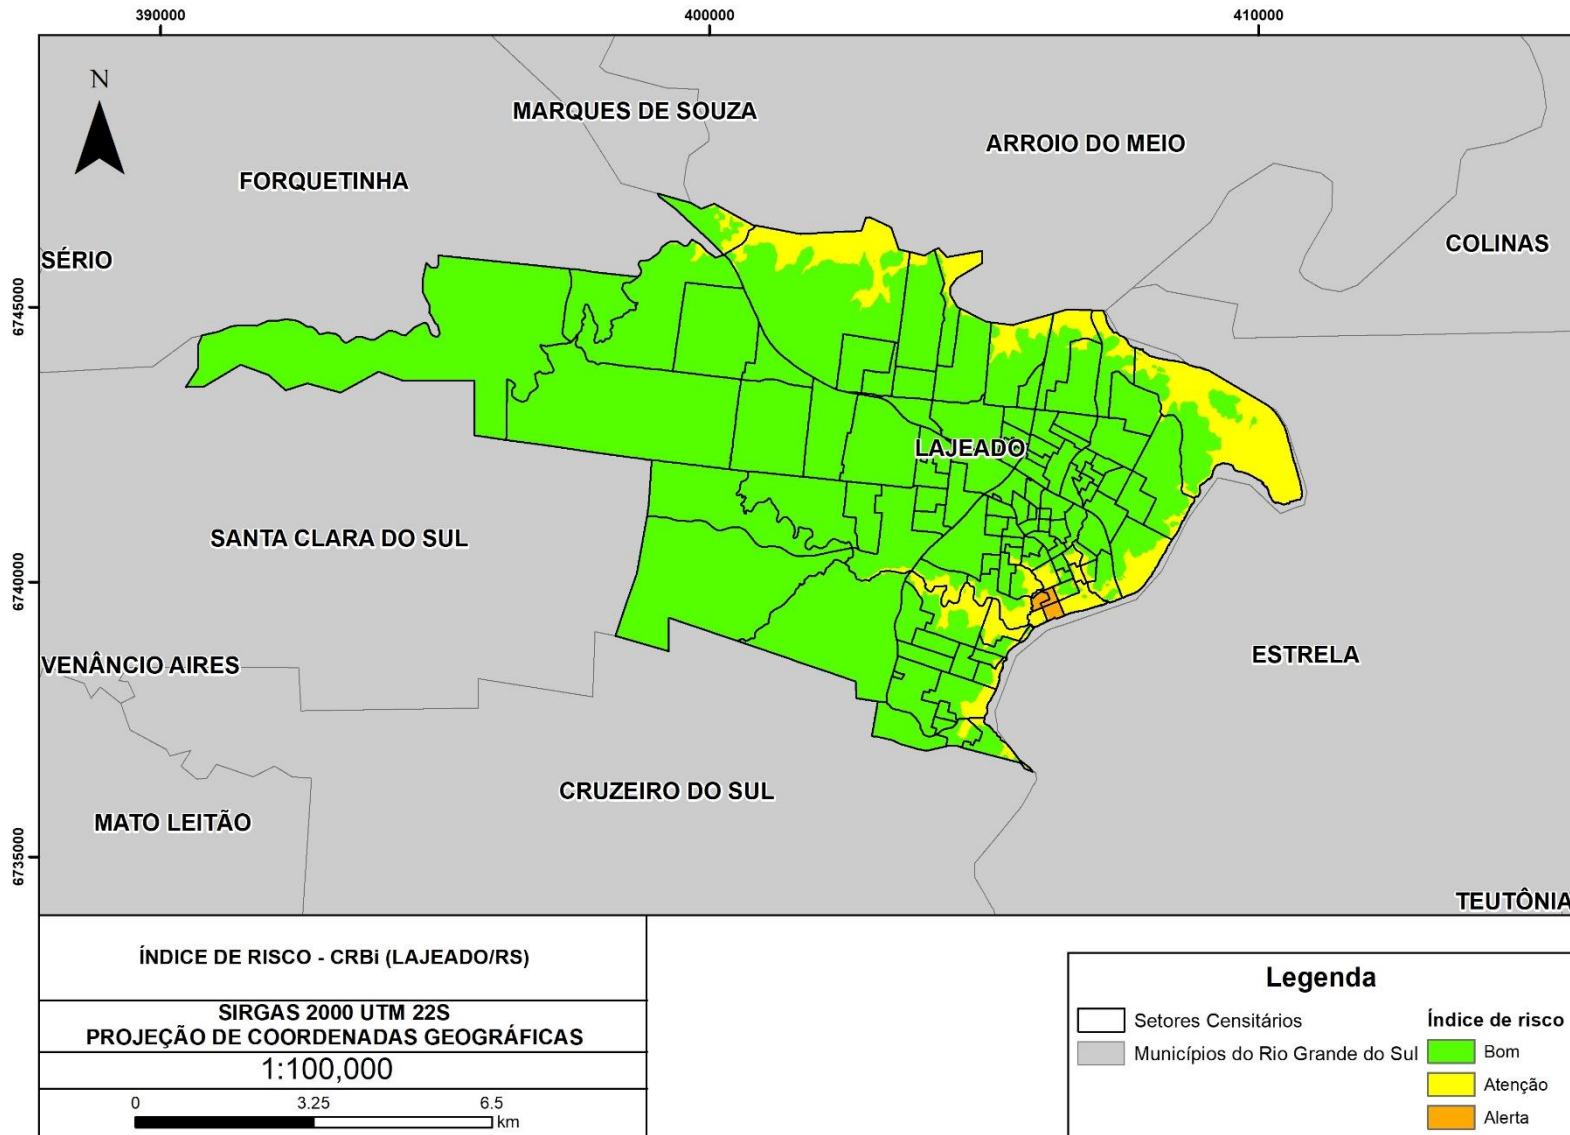 390000
400000
410000
N
MARQUES DE SOUZA
ARROIO DO MEIO
FORQUETINHA
COLINAS
SÉRIO
6745000
LAJEADO
SANTA CLARA DO SUL
6740000
ESTRELA
VENÂNCIO AIRES
CRUZEIRO DO SUL
MATO LEITÃO
6735000
TEUTÔNIA
ÍNDICE DE RISCO - CRBi (LAJEADO/RS)
SIRGAS 2000 UTM 22S
PROJEÇÃO DE COORDENADAS GEOGRÁFICAS
1:100,000
0 3.25 6.5
km
Legenda
Setores Censitários
Municípios do Rio Grande do Sul
Índice de risco
Bom
Atenção
Alerta